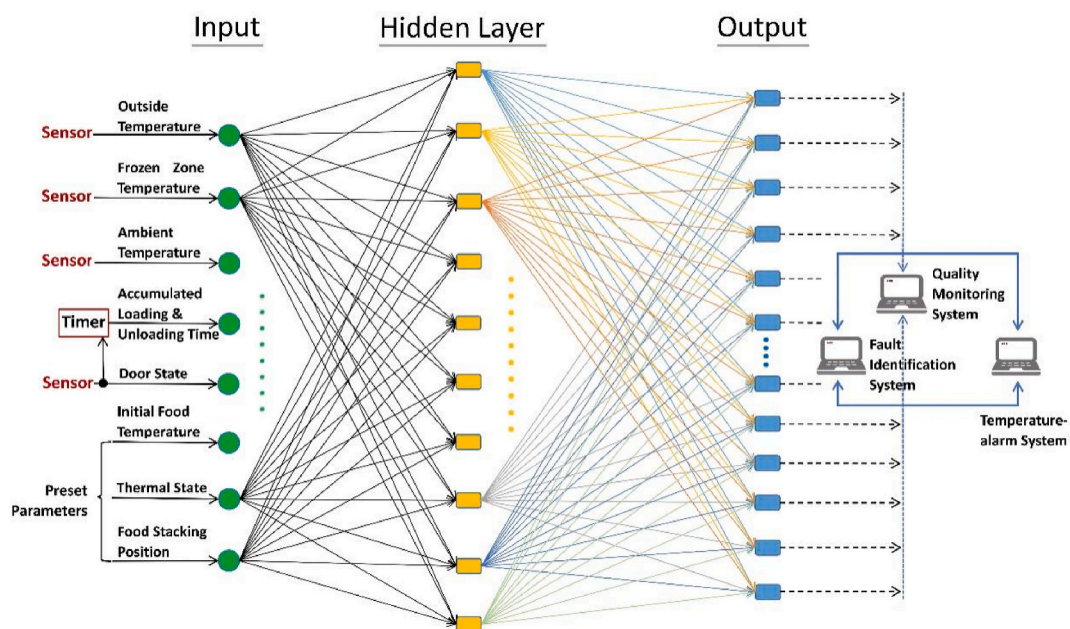 Input
Hidden Layer
Output
Outside
Sensor Temperature
Frozen Zone
Sensor Temperature
Ambient
Sensor Temperature
Accumulated
Loading &
Timer Unloading Time
Sensor Door State
Initial Food
Temperature
Preset
Parameters
Thermal State
Food Stacking
Position
Quality
Monitoring
System
Fault
Identification
System
Temperature-
alarm System